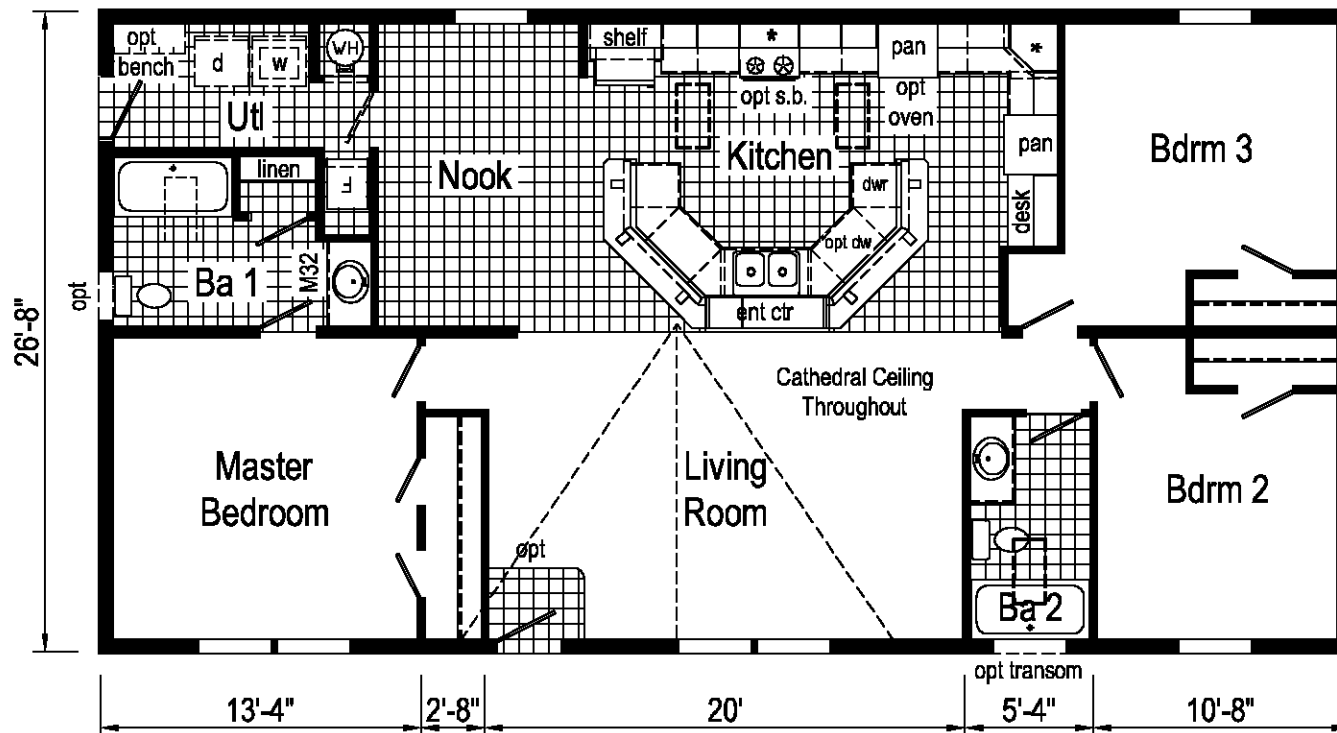 opt
bench
d
w
WH
Utl
shelf
*
opt s.b.
pan
opt
oven
*
pan
desk
Kitchen
Nook
dwr
opt dw
ent ctr
Bdrm 3
linen
F
M32
Ba 1
opt
26'-8"
Cathedral Ceiling
Throughout
Master
Bedroom
Living
Room
opt
Ba 2
Bdrm 2
opt transom
13'-4"
2'-8"
20'
5'-4"
10'-8"